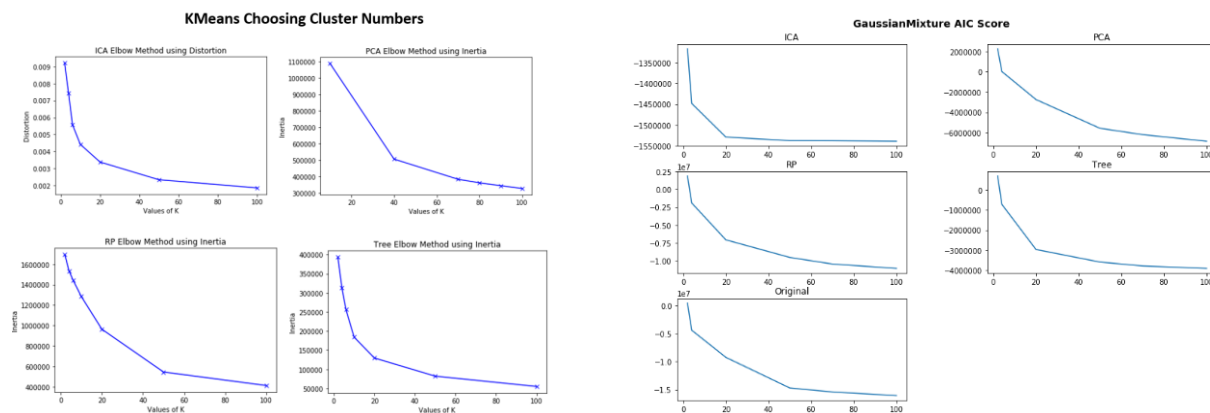 KMeans Choosing Cluster Numbers
ICA Elbow Method using Distortion
0.009
0.008
0.007
0.006
0.005
0.004
0.003
0.002
Distortion
0 20 40 60 80 100
Values of K
PCA Elbow Method using Inertia
1100000
1000000
900000
800000
700000
600000
500000
400000
300000
Inertia
20 40 60 80 100
Values of K
RP Elbow Method using Inertia
1600000
1400000
1200000
1000000
800000
600000
400000
Inertia
0 20 40 60 80 100
Values of K
Tree Elbow Method using Inertia
400000
350000
300000
250000
200000
150000
100000
50000
Inertia
0 20 40 60 80 100
Values of K
GaussianMixture AIC Score
ICA
−1350000
−1400000
−1450000
−1500000
−1550000
0 20 40 60 80 100
PCA
2000000
0
−2000000
−4000000
−6000000
0 20 40 60 80 100
RP
1e7
0.25
0.00
−0.25
−0.50
−0.75
−1.00
0 20 40 60 80 100
Tree
0
−1000000
−2000000
−3000000
−4000000
0 20 40 60 80 100
Original
1e7
0.0
−0.5
−1.0
−1.5
0 20 40 60 80 100